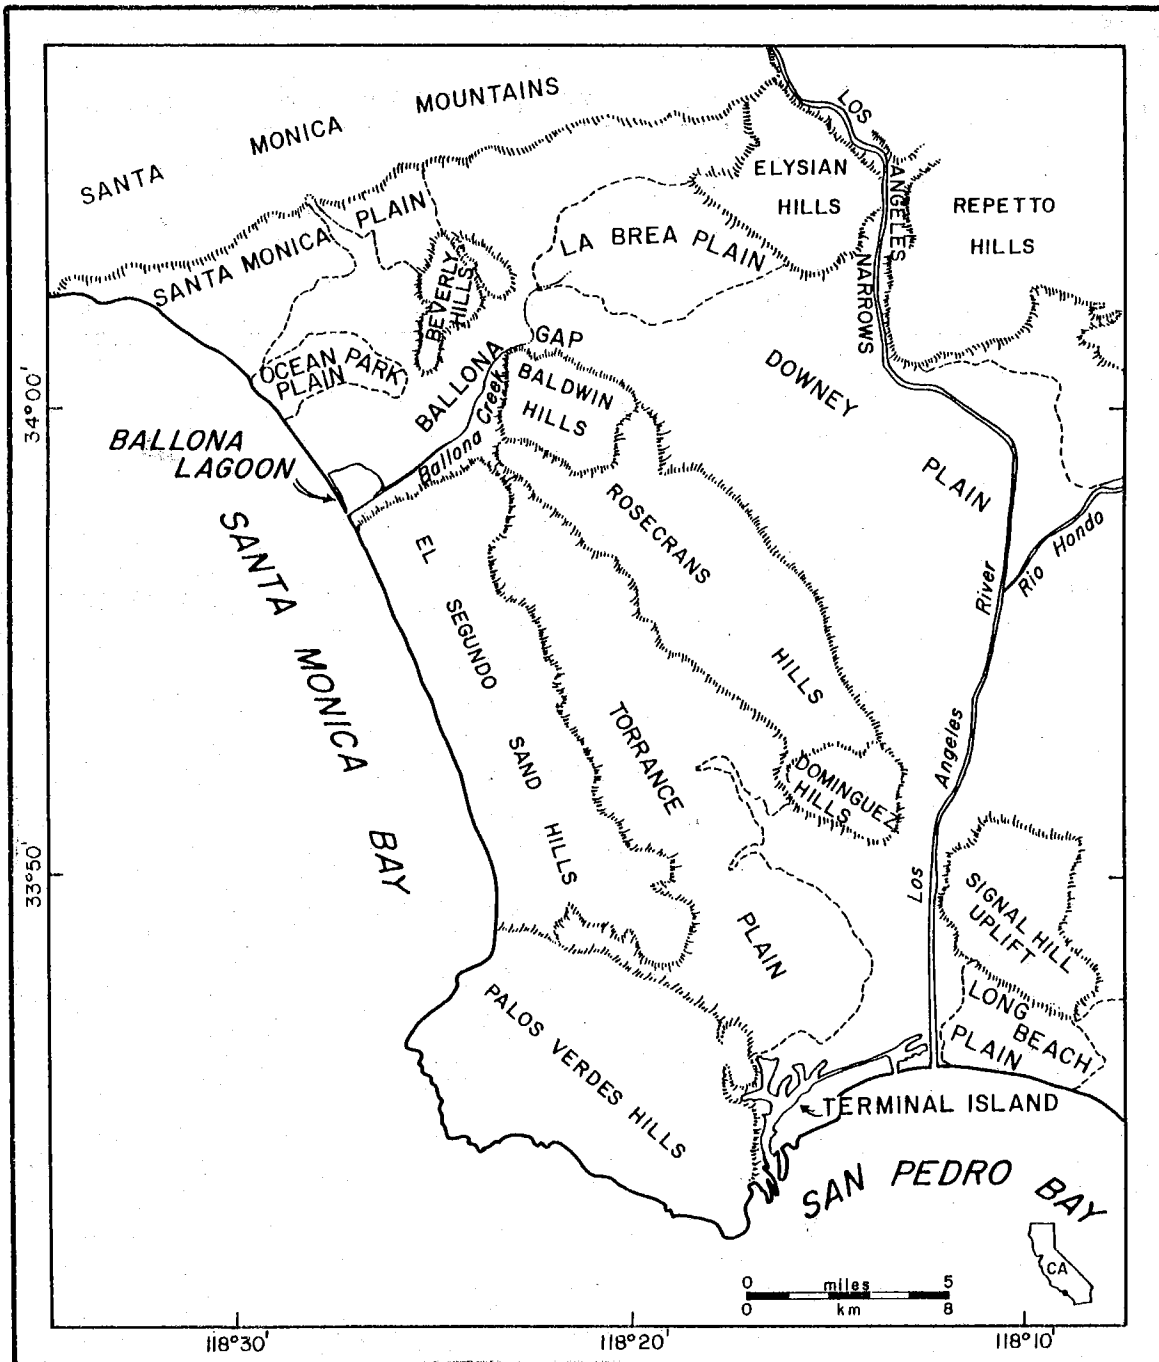 SANTA MONICA MOUNTAINS
LOS ANGELES NARROWS
ELYSIAN
HILLS
REPETTO
HILLS
SANTA MONICA PLAIN
LA BREA PLAIN
BEVERLY
HILLS
OCEAN PARK
PLAIN
BALLONA GAP
BALDWIN
HILLS
DOWNEY PLAIN
Ballona Creek
BALLONA
LAGOON
34°00'
ROSECRANS HILLS
Rio Hondo
EL SEGUNDO SAND HILLS
SANTA MONICA BAY
TORRANCE PLAIN
DOMINGUEZ
HILLS
Los Angeles River
33°50'
SIGNAL HILL
UPLIFT
LONG BEACH
PLAIN
PALOS VERDES HILLS
TERMINAL ISLAND
SAN PEDRO BAY
CA
0 miles 5
0 km 8
118°30' 118°20' 118°10'